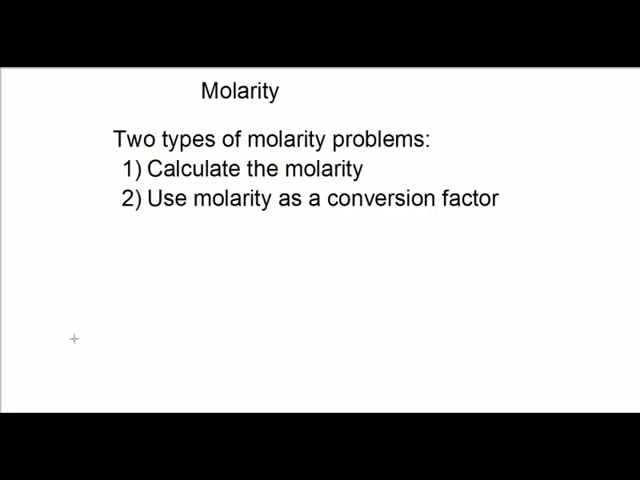 Molarity
Two types of molarity problems:
1) Calculate the molarity
2) Use molarity as a conversion factor